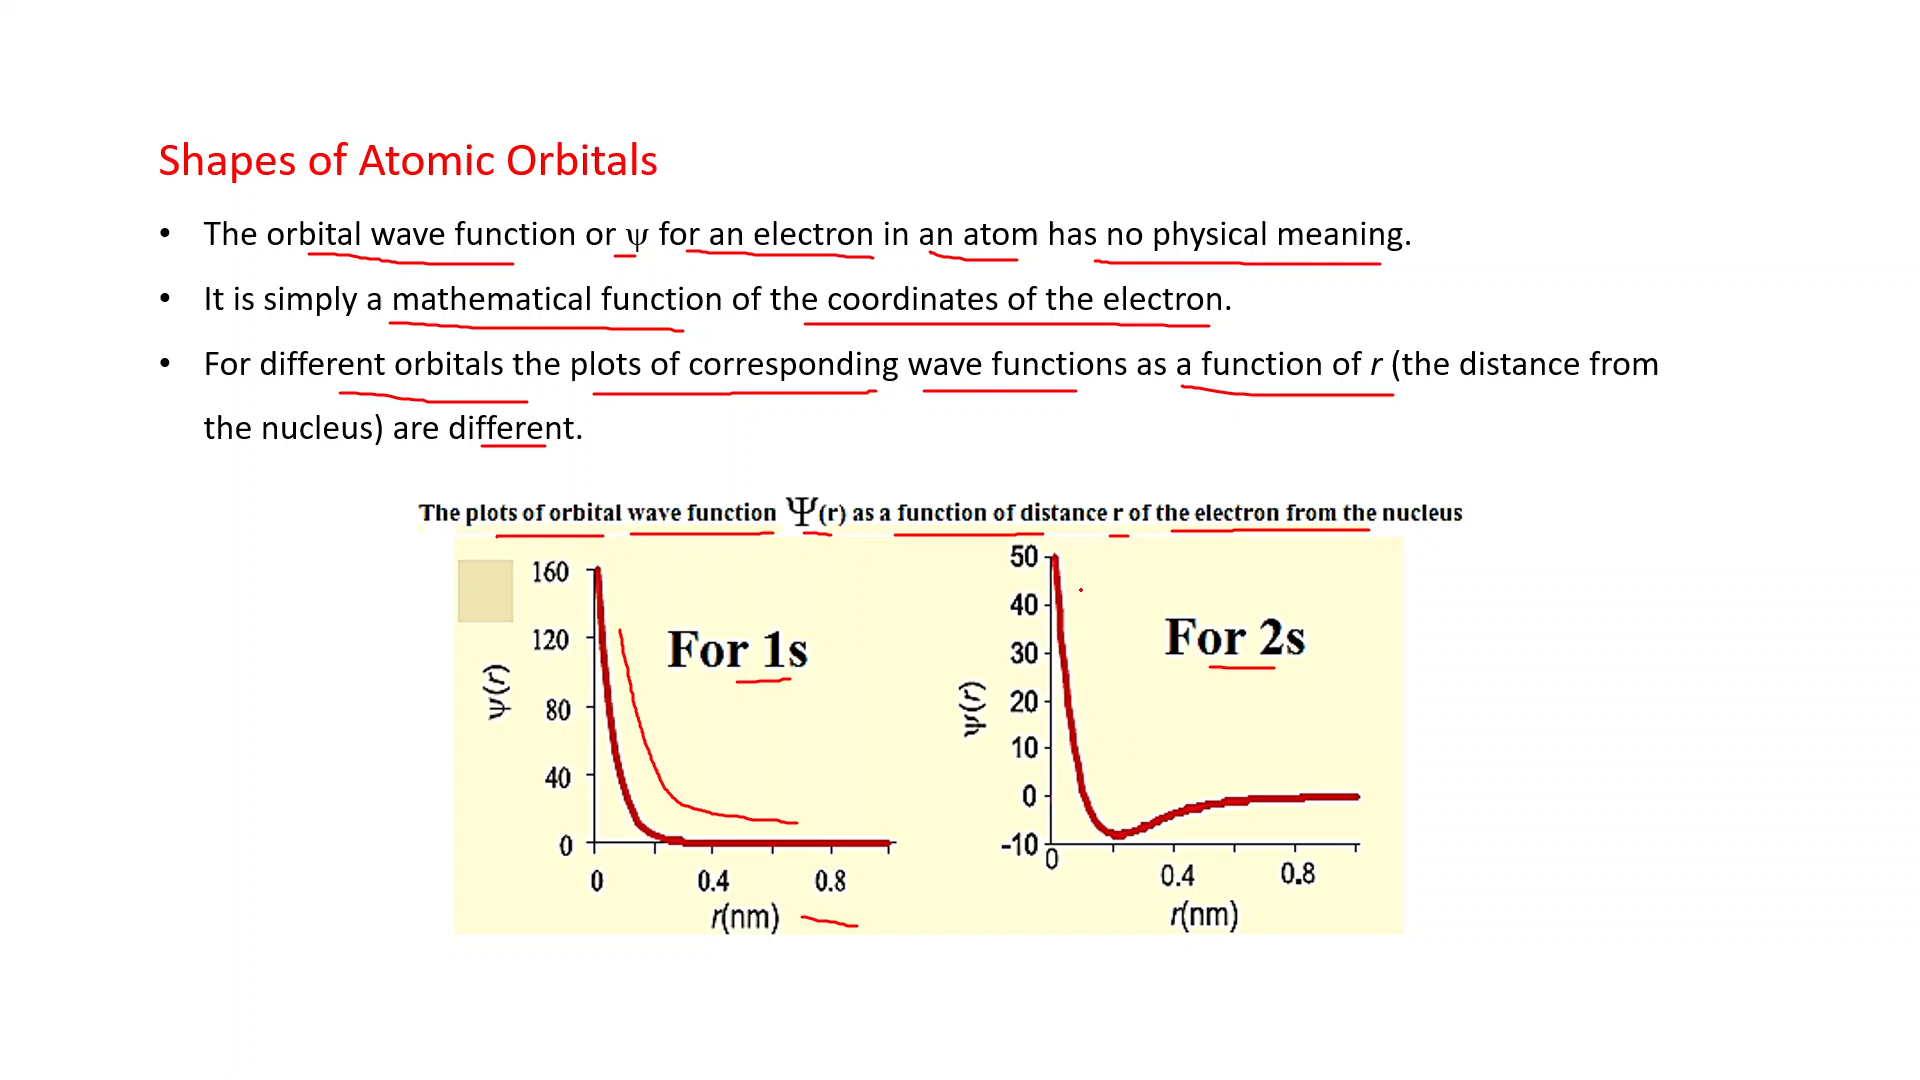 Shapes of Atomic Orbitals
• The orbital wave function or ψ for an electron in an atom has no physical meaning.
• It is simply a mathematical function of the coordinates of the electron.
• For different orbitals the plots of corresponding wave functions as a function of r (the distance from
the nucleus) are different.
The plots of orbital wave function Ψ(r) as a function of distance r of the electron from the nucleus
160
120
80
40
0
ψ(r)
For 1s
0 0.4 0.8
r(nm)
50
40
30
20
10
0
-10
ψ(r)
For 2s
0 0.4 0.8
r(nm)